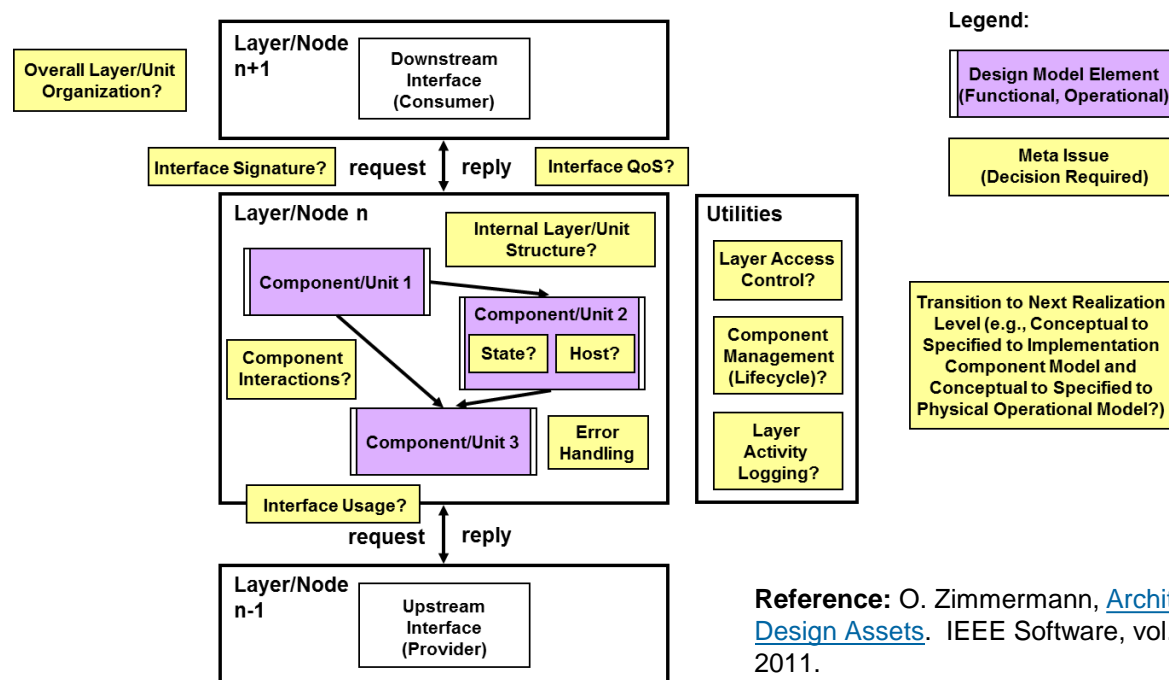 Overall Layer/Unit
Organization?
Layer/Node
n+1
Downstream
Interface
(Consumer)
Interface Signature?
request
reply
Interface QoS?
Layer/Node n
Internal Layer/Unit
Structure?
Component/Unit 1
Component/Unit 2
State?
Host?
Component
Interactions?
Component/Unit 3
Error
Handling
Interface Usage?
request
reply
Layer/Node
n-1
Upstream
Interface
(Provider)
Utilities
Layer Access
Control?
Component
Management
(Lifecycle)?
Layer
Activity
Logging?
Legend:
Design Model Element
(Functional, Operational)
Meta Issue
(Decision Required)
Transition to Next Realization
Level (e.g., Conceptual to
Specified to Implementation
Component Model and
Conceptual to Specified to
Physical Operational Model?)
Reference: O. Zimmermann,
Design Assets. IEEE Software, vol.
2011.